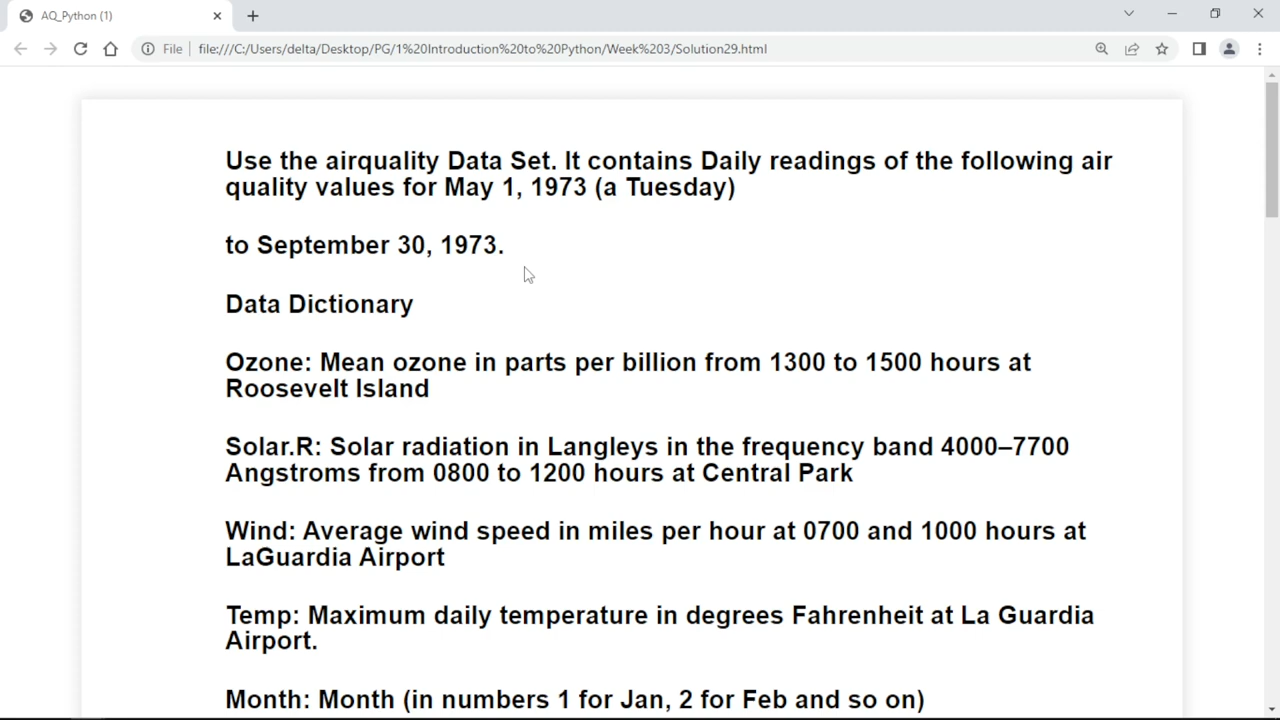 AQ_Python (1)
File
file:///C:/Users/delta/Desktop/PG/1%20Introduction%20to%20Python/Week%203/Solution29.html
Use the airquality Data Set. It contains Daily readings of the following air
quality values for May 1, 1973 (a Tuesday)
to September 30, 1973.
Data Dictionary
Ozone: Mean ozone in parts per billion from 1300 to 1500 hours at
Roosevelt Island
Solar.R: Solar radiation in Langleys in the frequency band 4000–7700
Angstroms from 0800 to 1200 hours at Central Park
Wind: Average wind speed in miles per hour at 0700 and 1000 hours at
LaGuardia Airport
Temp: Maximum daily temperature in degrees Fahrenheit at La Guardia
Airport.
Month: Month (in numbers 1 for Jan, 2 for Feb and so on)